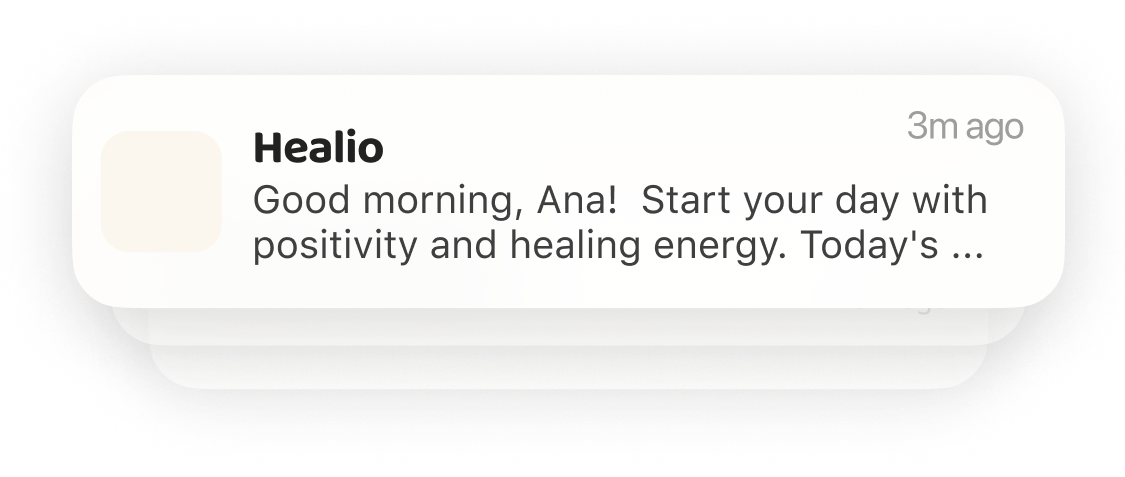 3m ago
Healio
Good morning, Ana!  Start your day with
positivity and healing energy. Today's ...